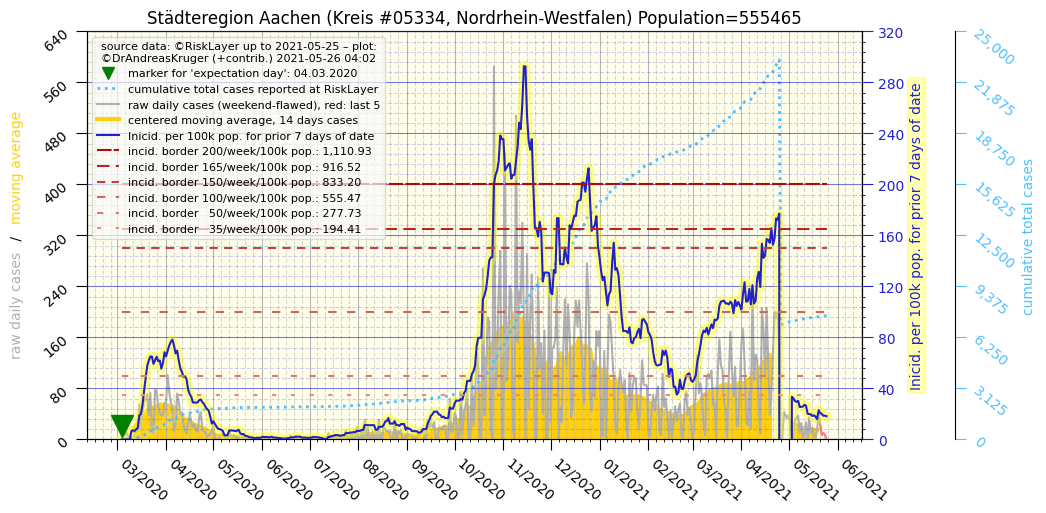 Städteregion Aachen (Kreis #05334, Nordrhein-Westfalen) Population=555465
source data: ©RiskLayer up to 2021-05-25 – plot:
©DrAndreasKruger (+contrib.) 2021-05-26 04:02
marker for 'expectation day': 04.03.2020
cumulative total cases reported at RiskLayer
raw daily cases (weekend-flawed), red: last 5
centered moving average, 14 days cases
Inicid. per 100k pop. for prior 7 days of date
incid. border 200/week/100k pop.: 1,110.93
incid. border 165/week/100k pop.: 916.52
incid. border 150/week/100k pop.: 833.20
incid. border 100/week/100k pop.: 555.47
incid. border 50/week/100k pop.: 277.73
incid. border 35/week/100k pop.: 194.41
raw daily cases / moving average
640
560
480
400
320
240
160
80
0
320
280
240
200
160
120
80
40
0
Inicid. per 100k pop. for prior 7 days of date
25,000
21,875
18,750
15,625
12,500
9,375
6,250
3,125
0
cumulative total cases
03/2020
04/2020
05/2020
06/2020
07/2020
08/2020
09/2020
10/2020
11/2020
12/2020
01/2021
02/2021
03/2021
04/2021
05/2021
06/2021